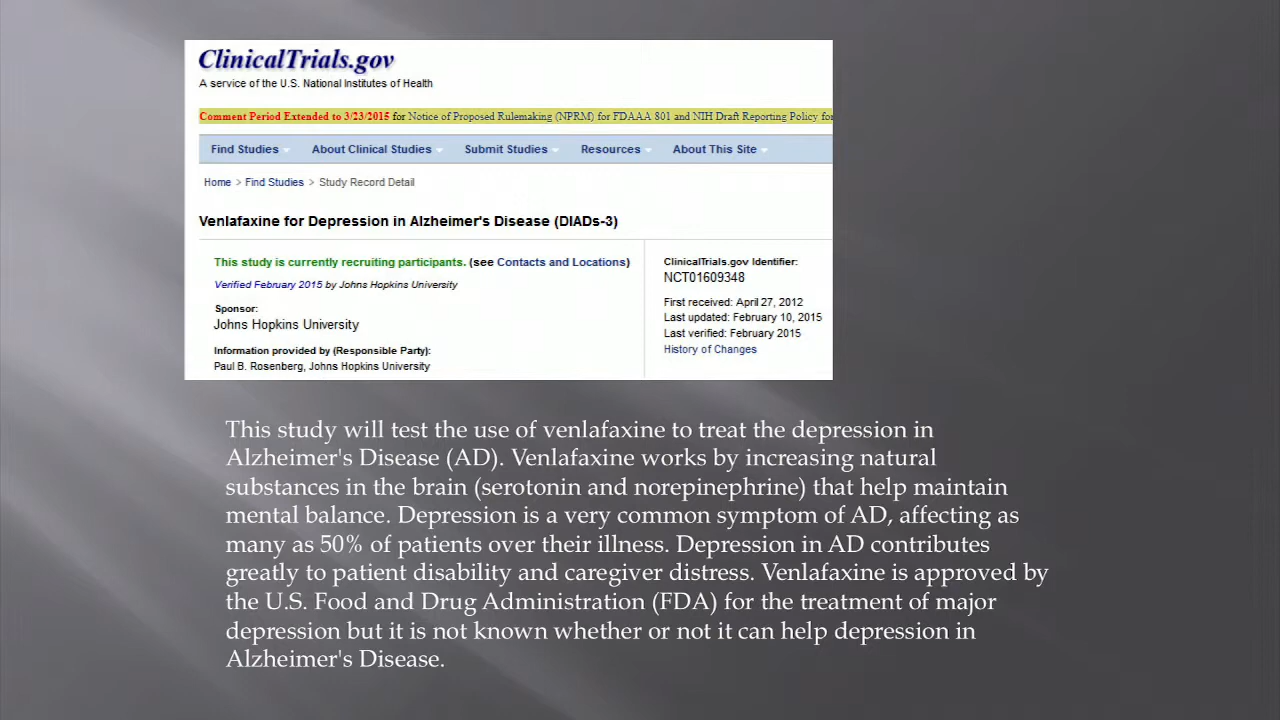 ClinicalTrials.gov
A service of the U.S. National Institutes of Health
Comment Period Extended to 3/23/2015 for Notice of Proposed Rulemaking (NPRM) for FDAAA 801 and NIH Draft Reporting Policy for
Find Studies About Clinical Studies Submit Studies Resources About This Site
Home > Find Studies > Study Record Detail
Venlafaxine for Depression in Alzheimer's Disease (DIADs-3)
This study is currently recruiting participants. (see Contacts and Locations)
Verified February 2015 by Johns Hopkins University
Sponsor:
Johns Hopkins University
Information provided by (Responsible Party):
Paul B. Rosenberg, Johns Hopkins University
ClinicalTrials.gov Identifier:
NCT01609348
First received: April 27, 2012
Last updated: February 10, 2015
Last verified: February 2015
History of Changes
This study will test the use of venlafaxine to treat the depression in
Alzheimer's Disease (AD). Venlafaxine works by increasing natural
substances in the brain (serotonin and norepinephrine) that help maintain
mental balance. Depression is a very common symptom of AD, affecting as
many as 50% of patients over their illness. Depression in AD contributes
greatly to patient disability and caregiver distress. Venlafaxine is approved by
the U.S. Food and Drug Administration (FDA) for the treatment of major
depression but it is not known whether or not it can help depression in
Alzheimer's Disease.